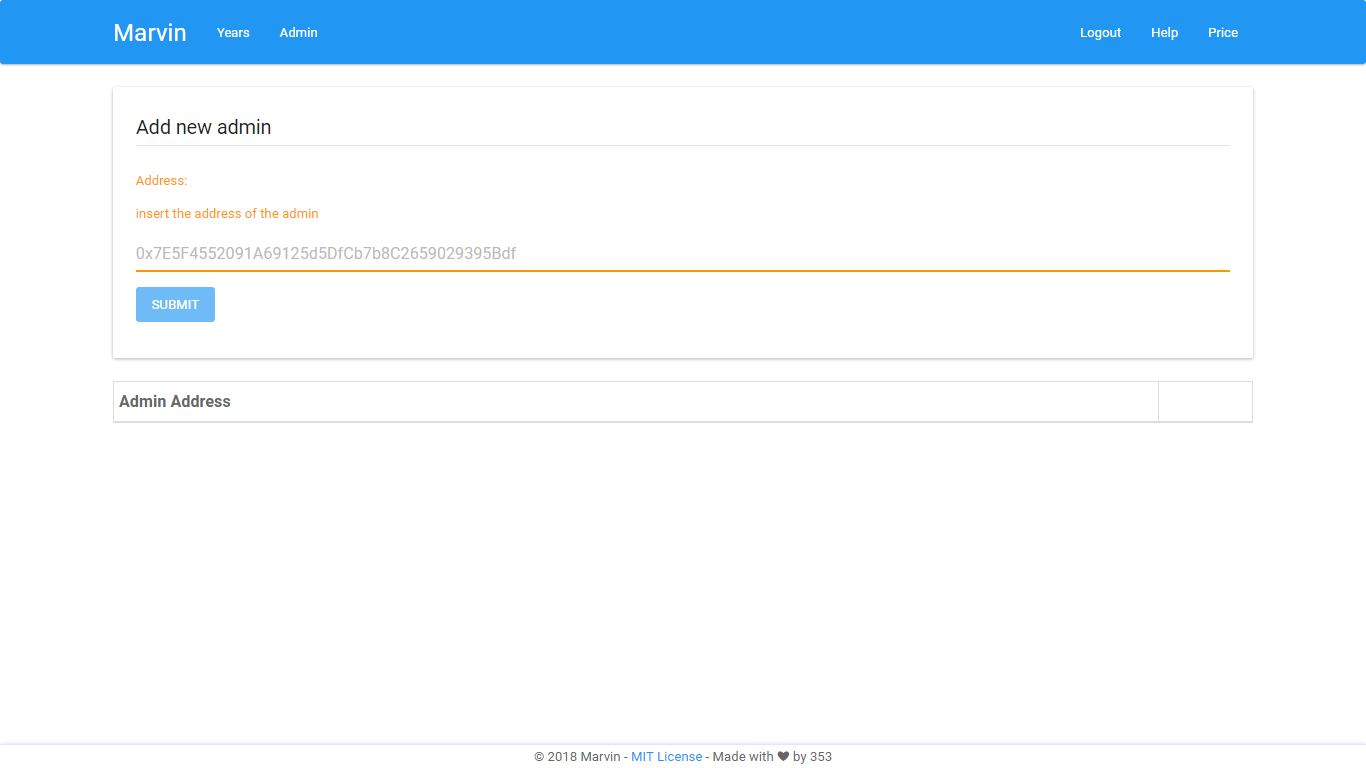 Marvin Years Admin Logout Help Price
Add new admin
Address:
insert the address of the admin
0x7E5F4552091A69125d5DfCb7b8C2659029395Bdf
SUBMIT
Admin Address
© 2018 Marvin - MIT License - Made with ♥ by 353